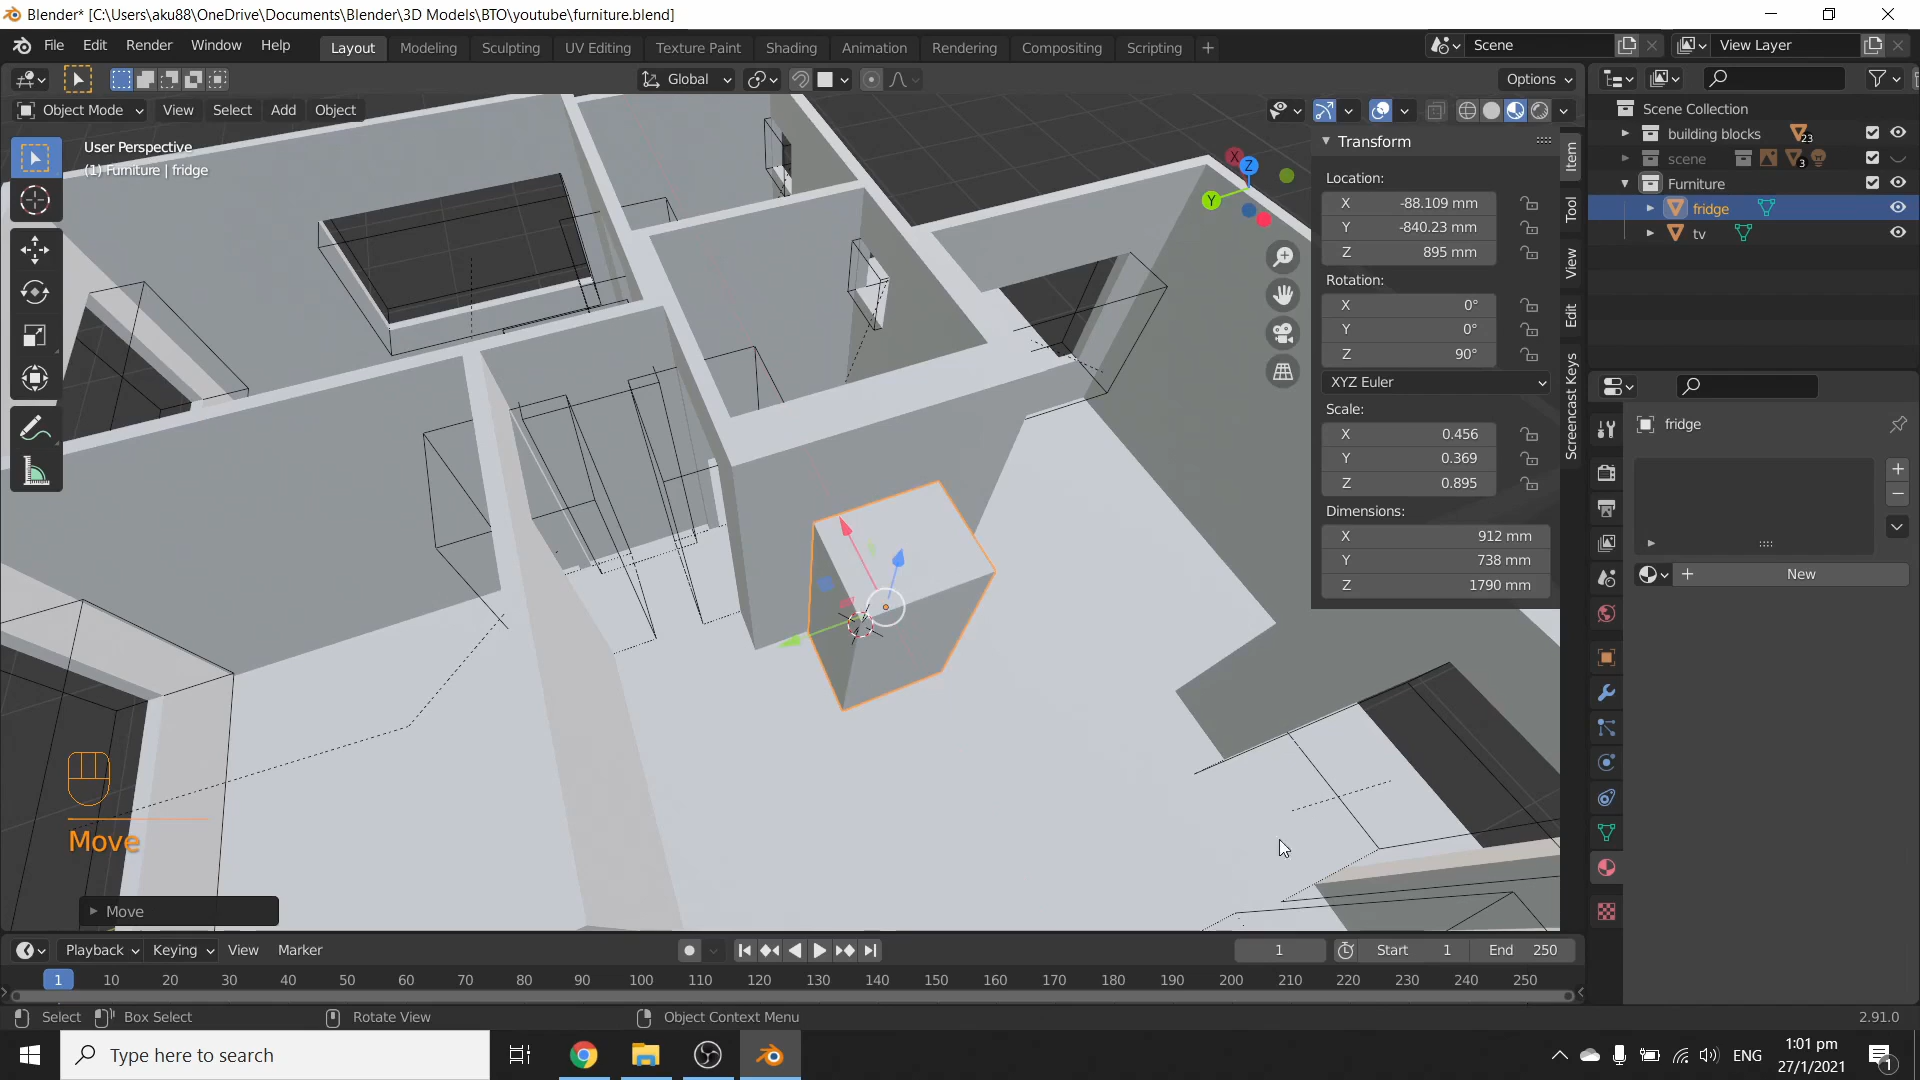 Blender* [C:\Users\aku88\OneDrive\Documents\Blender\3D Models\BTO\youtube\furniture.blend]
File Edit Render Window Help
Layout Modeling Sculpting UV Editing Texture Paint Shading Animation Rendering Compositing Scripting +
Scene
View Layer
Global
Options
Object Mode View Select Add Object
User Perspective
(1) Furniture | fridge
X
Y
Z
Transform
Location:
X -88.109 mm
Y -840.23 mm
Z 895 mm
Rotation:
X 0°
Y 0°
Z 90°
XYZ Euler
Scale:
X 0.456
Y 0.369
Z 0.895
Dimensions:
X 912 mm
Y 738 mm
Z 1790 mm
Item
Tool
View
Edit
Screencast Keys
Scene Collection
building blocks 23
scene 3
Furniture
fridge
tv
fridge
New
Move
Move
Playback Keying View Marker
1 Start 1 End 250
1 10 20 30 40 50 60 70 80 90 100 110 120 130 140 150 160 170 180 190 200 210 220 230 240 250
Select Box Select Rotate View Object Context Menu 2.91.0
Type here to search
ENG
1:01 pm
27/1/2021
1